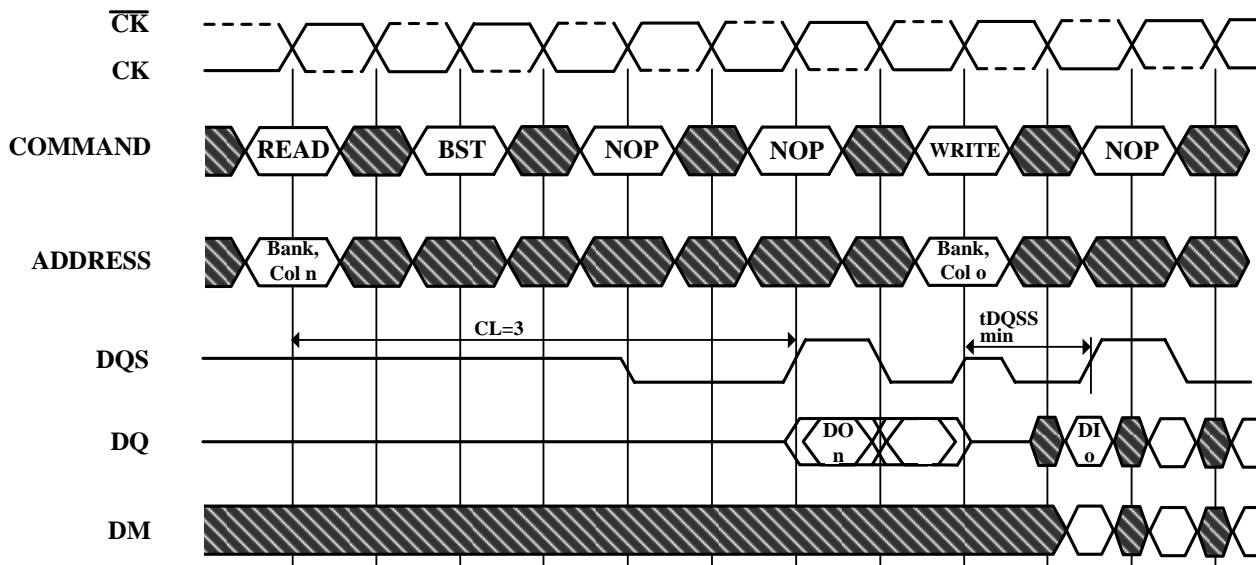 CK
CK
COMMAND
READ
BST
NOP
NOP
WRITE
NOP
ADDRESS
Bank,
Col n
Bank,
Col o
CL=3
tDQSS
min
DQS
DQ
DO
n
DI
o
DM